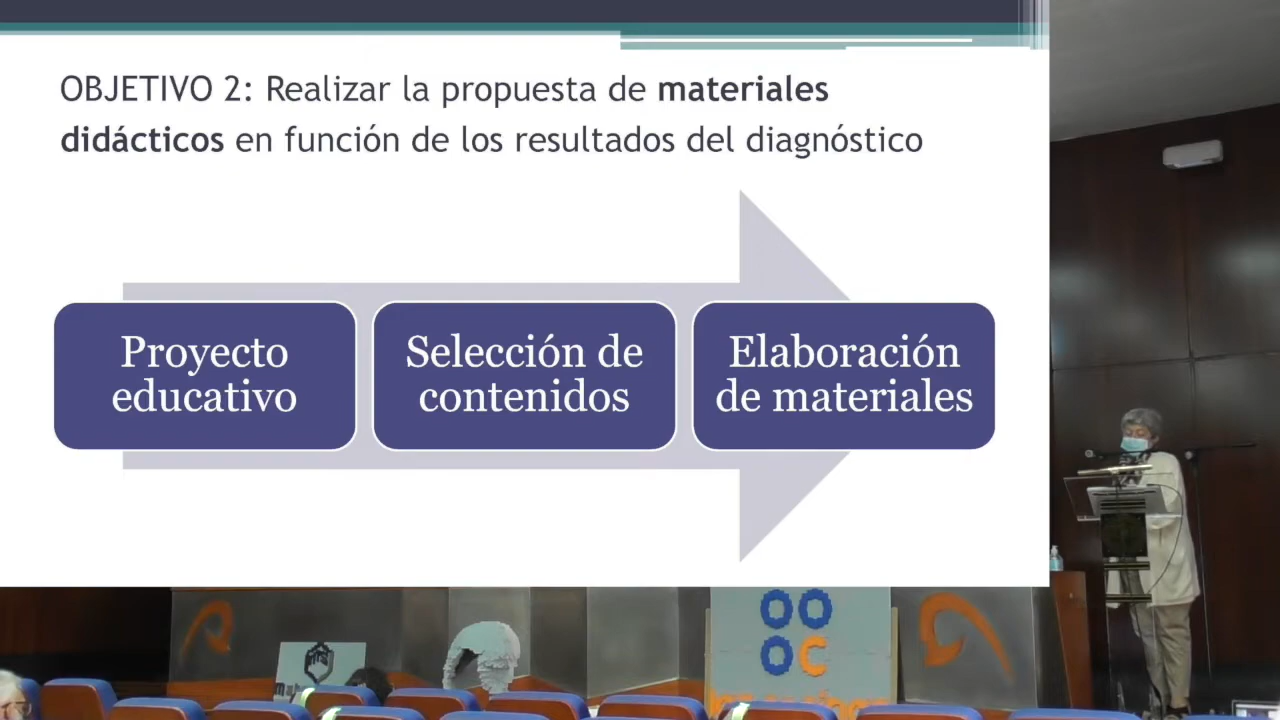 OBJETIVO 2: Realizar la propuesta de materiales
didácticos en función de los resultados del diagnóstico
Proyecto
educativo
Selección de
contenidos
Elaboración
de materiales